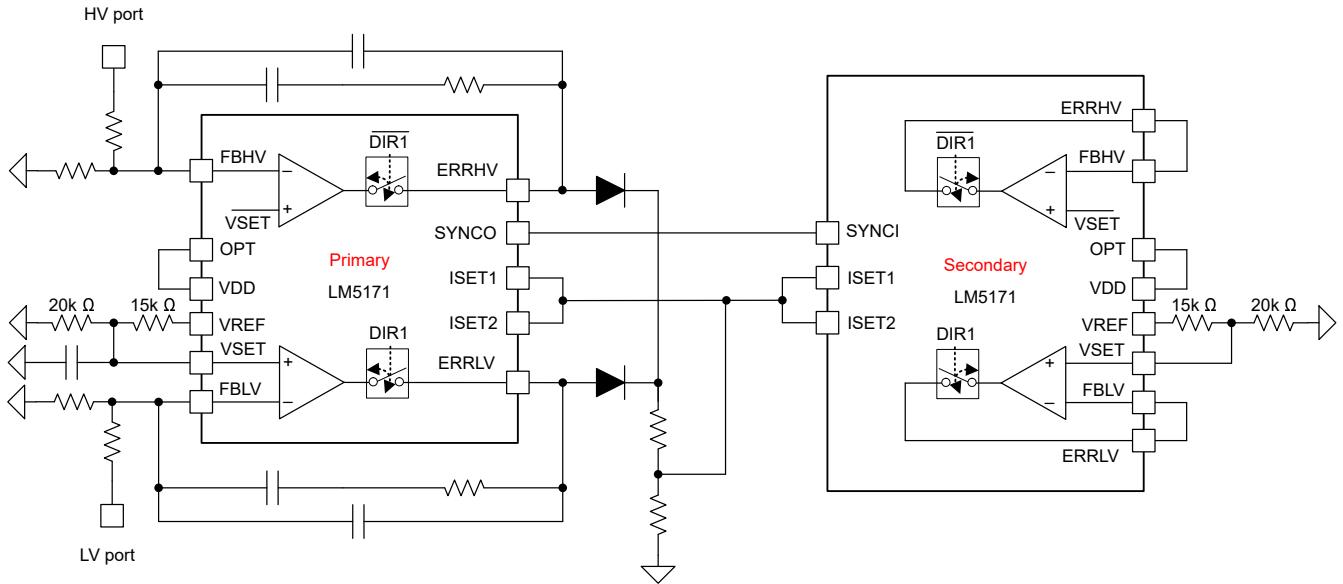 HV port
DIR1
FBHV
ERRHV
VSET
SYNCO
OPT
Primary
LM5171
VDD
ISET1
20k Ω
15k Ω
VREF
ISET2
VSET
DIR1
ERRLV
FBLV
LV port
ERRHV
DIR1
FBHV
VSET
SYNCI
OPT
Secondary
LM5171
ISET1
VDD
15k Ω
20k Ω
ISET2
VREF
VSET
DIR1
FBLV
ERRLV